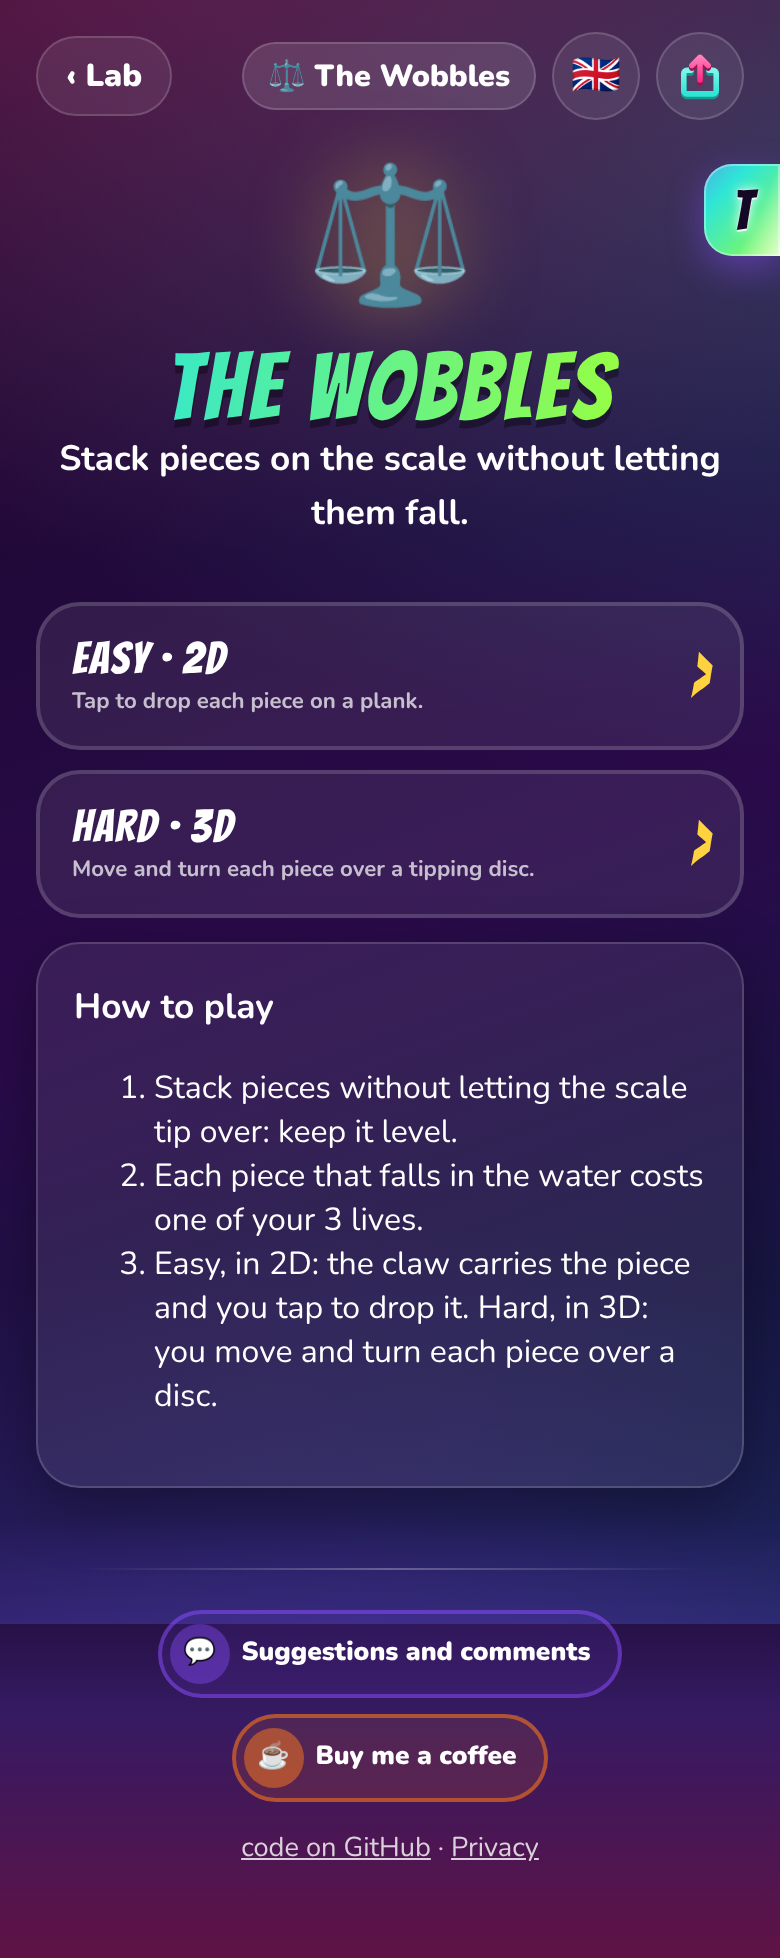 ‹ Lab
⚖️ The Wobbles
T
THE WOBBLES
Stack pieces on the scale without letting
them fall.
EASY · 2D
Tap to drop each piece on a plank.
›
HARD · 3D
Move and turn each piece over a tipping disc.
›
How to play
1. Stack pieces without letting the scale
tip over: keep it level.
2. Each piece that falls in the water costs
one of your 3 lives.
3. Easy, in 2D: the claw carries the piece
and you tap to drop it. Hard, in 3D:
you move and turn each piece over a
disc.
Suggestions and comments
Buy me a coffee
code on GitHub · Privacy